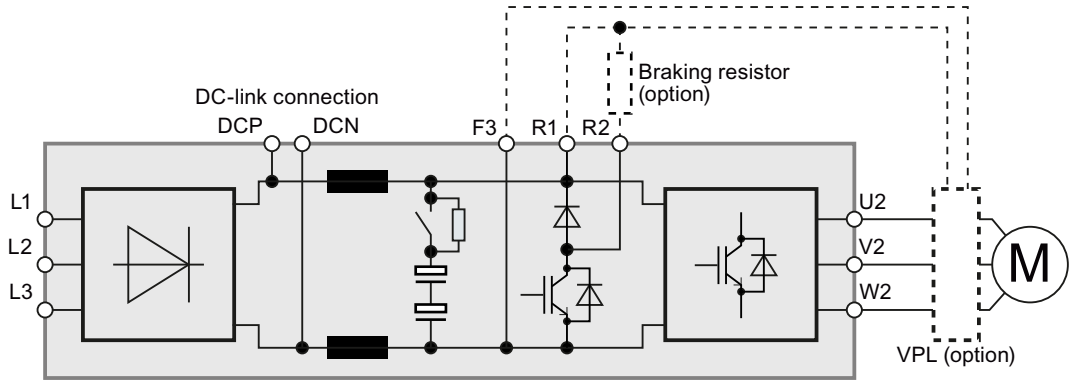 Braking resistor
(option)
DC-link connection
DCP DCN F3 R1 R2
L1
L2
L3
U2
V2
W2
M
VPL (option)